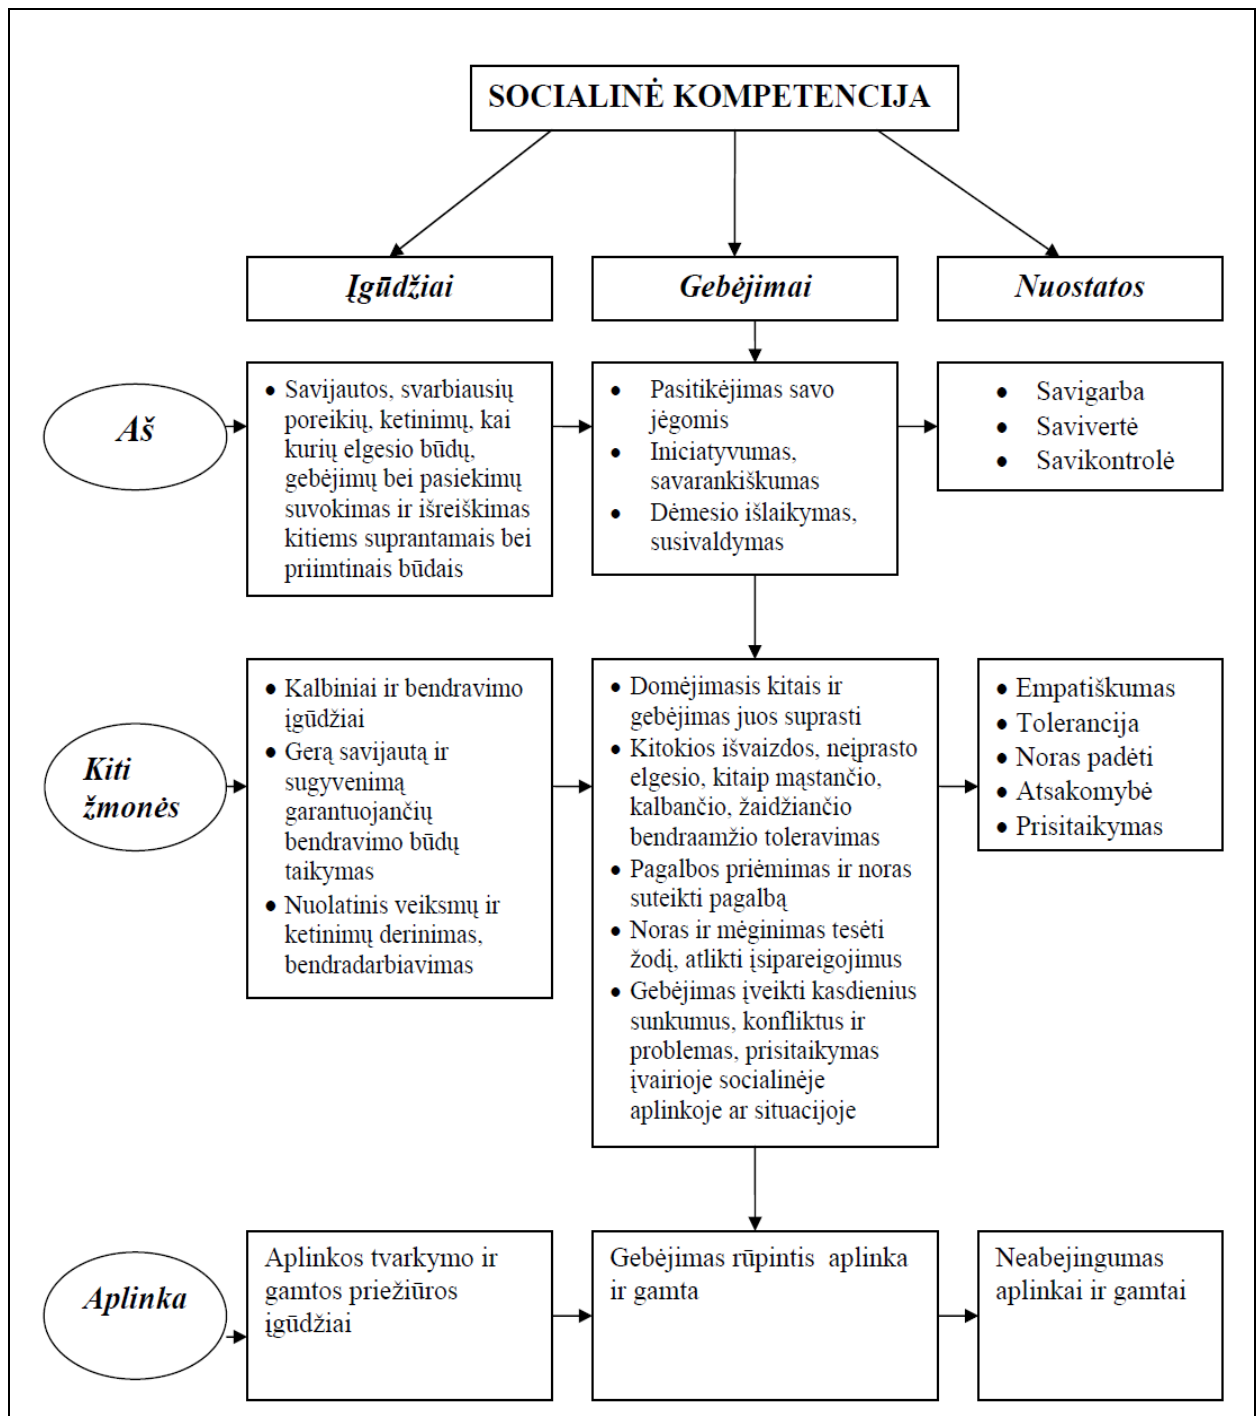 SOCIALINĖ KOMPETENCIJA
Įgūdžiai
Gebėjimai
Nuostatos
Aš
• Savijautos, svarbiausių
poreikių, ketinimų, kai
kurių elgesio būdų,
gebėjimų bei pasiekimų
suvokimas ir išreiškimas
kitiems suprantamais bei
priimtinais būdais
• Pasitikėjimas savo
jėgomis
• Iniciatyvumas,
savarankiškumas
• Dėmesio išlaikymas,
susivaldymas
• Savigarba
• Savivertė
• Savikontrolė
Kiti
žmonės
• Kalbiniai ir bendravimo
įgūdžiai
• Gerą savijautą ir
sugyvenimą
garantuojančių
bendravimo būdų
taikymas
• Nuolatinis veiksmų ir
ketinimų derinimas,
bendradarbiavimas
• Domėjimasis kitais ir
gebėjimas juos suprasti
• Kitokios išvaizdos, neįprasto
elgesio, kitaip mąstančio,
kalbančio, žaidžiančio
bendraamžio toleravimas
• Pagalbos priėmimas ir noras
suteikti pagalbą
• Noras ir mėginimas tesėti
žodį, atlikti įsipareigojimus
• Gebėjimas įveikti kasdienius
sunkumus, konfliktus ir
problemas, prisitaikymas
įvairioje socialinėje
aplinkoje ar situacijoje
• Empatiškumas
• Tolerancija
• Noras padėti
• Atsakomybė
• Prisitaikymas
Aplinka
Aplinkos tvarkymo ir
gamtos priežiūros
įgūdžiai
Gebėjimas rūpintis aplinka
ir gamta
Neabejingumas
aplinkai ir gamtai